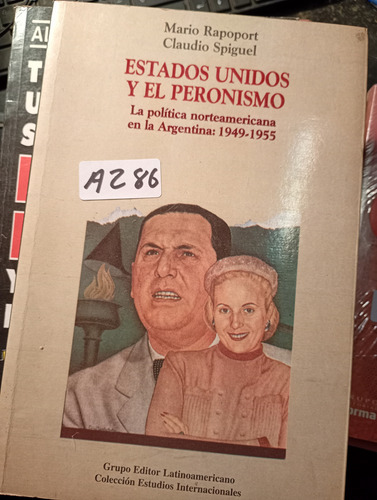 Mario Rapoport
Claudio Spiguel
ESTADOS UNIDOS
Y EL PERONISMO
La política norteamericana
en la Argentina: 1949-1955
A286
Grupo Editor Latinoamericano
Colección Estudios Internacionales